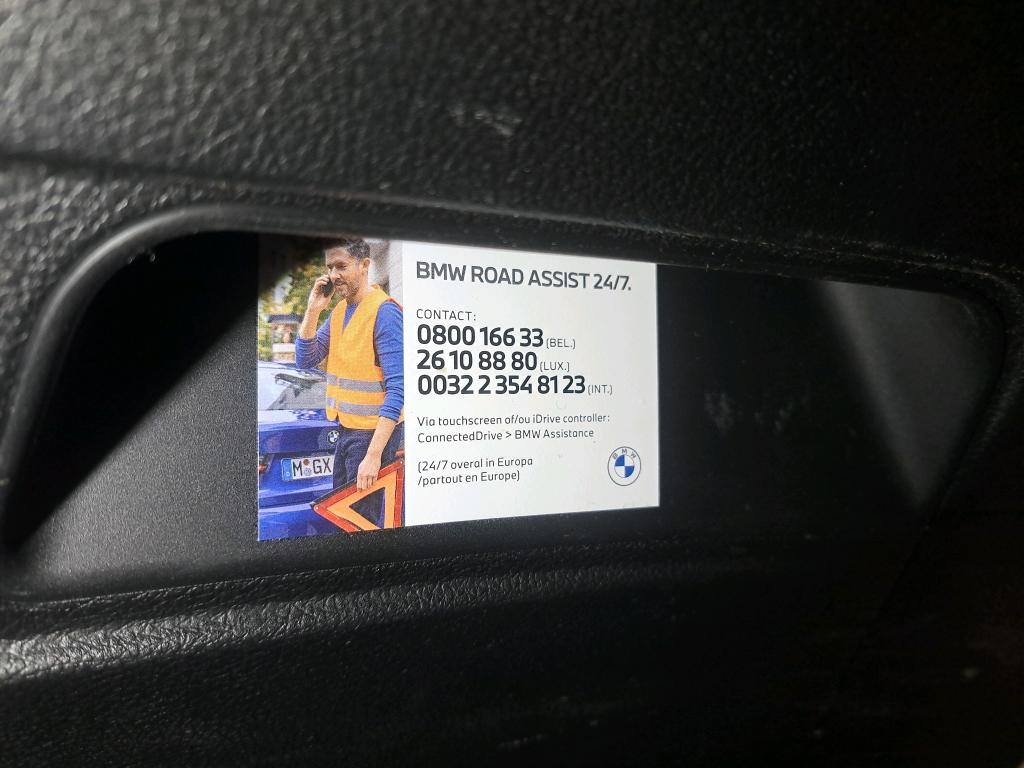 BMW ROAD ASSIST 24/7.
CONTACT:
0800 166 33 (BEL.)
26 10 88 80 (LUX.)
0032 2 354 81 23 (INT.)
Via touchscreen of/ou iDrive controller:
ConnectedDrive > BMW Assistance
(24/7 overal in Europa
/partout en Europe)
BMW
M GX